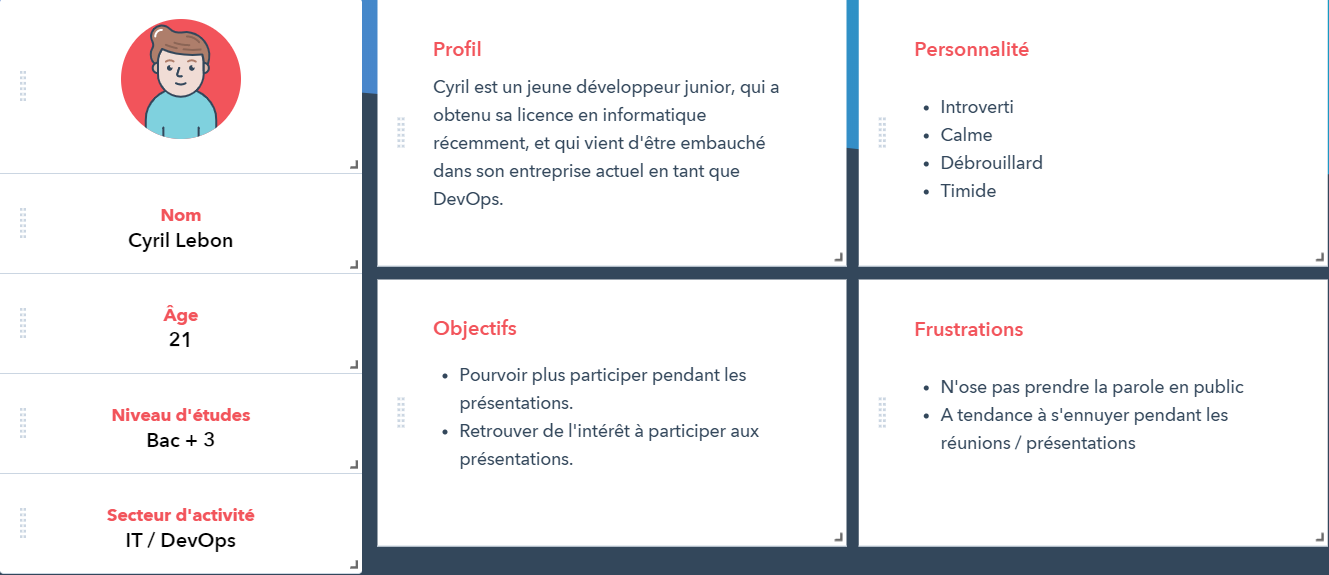 Nom
Cyril Lebon
Âge
21
Niveau d'études
Bac + 3
Secteur d'activité
IT / DevOps
Profil
Cyril est un jeune développeur junior, qui a
obtenu sa licence en informatique
récemment, et qui vient d'être embauché
dans son entreprise actuel en tant que
DevOps.
Personnalité
• Introverti
• Calme
• Débrouillard
• Timide
Objectifs
• Pourvoir plus participer pendant les
présentations.
• Retrouver de l'intérêt à participer aux
présentations.
Frustrations
• N'ose pas prendre la parole en public
• A tendance à s'ennuyer pendant les
réunions / présentations